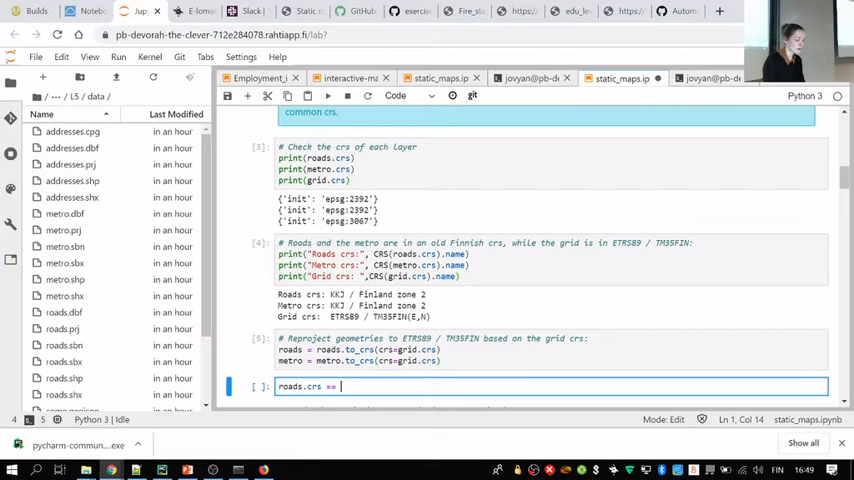 Builds
Notebo
Jup
E-loma
Slack |
Static m
GitHub
exercise
Fire_st
https://
edu_le
https:/
Autom
pb-devorah-the-clever-712e284078.rahtiapp.fi/lab?
File Edit View Run Kernel Git Tabs Settings Help
Employment_i
interactive-ma
static_maps.ip
jovyan@pb-d
static_maps.ip
jovyan@pb-de
Code
git
Python 3
/ ··· / L5 / data /
Name
Last Modified
addresses.cpg in an hour
addresses.dbf in an hour
addresses.prj in an hour
addresses.shp in an hour
addresses.shx in an hour
metro.dbf in an hour
metro.prj in an hour
metro.sbn in an hour
metro.sbx in an hour
metro.shp in an hour
metro.shx in an hour
roads.dbf in an hour
roads.prj in an hour
roads.sbn in an hour
roads.sbx in an hour
roads.shp in an hour
roads.shx in an hour
in an hour
common crs.
[3]:
# Check the crs of each layer
print(roads.crs)
print(metro.crs)
print(grid.crs)
{'init': 'epsg:2392'}
{'init': 'epsg:2392'}
{'init': 'epsg:3067'}
[4]:
# Roads and the metro are in an old Finnish crs, while the grid is in ETRS89 / TM35FIN:
print("Roads crs:", CRS(roads.crs).name)
print("Metro crs:", CRS(metro.crs).name)
print("Grid crs: ",CRS(grid.crs).name)
Roads crs: KKJ / Finland zone 2
Metro crs: KKJ / Finland zone 2
Grid crs:  ETRS89 / TM35FIN(E,N)
[5]:
# Reproject geometries to ETRS89 / TM35FIN based on the grid crs:
roads = roads.to_crs(crs=grid.crs)
metro = metro.to_crs(crs=grid.crs)
[ ]:
roads.crs ==
4 5 Python 3 | Idle
Mode: Edit
Ln 1, Col 14
static_maps.ipynb
pycharm-commun....exe
Show all
FIN
16:49